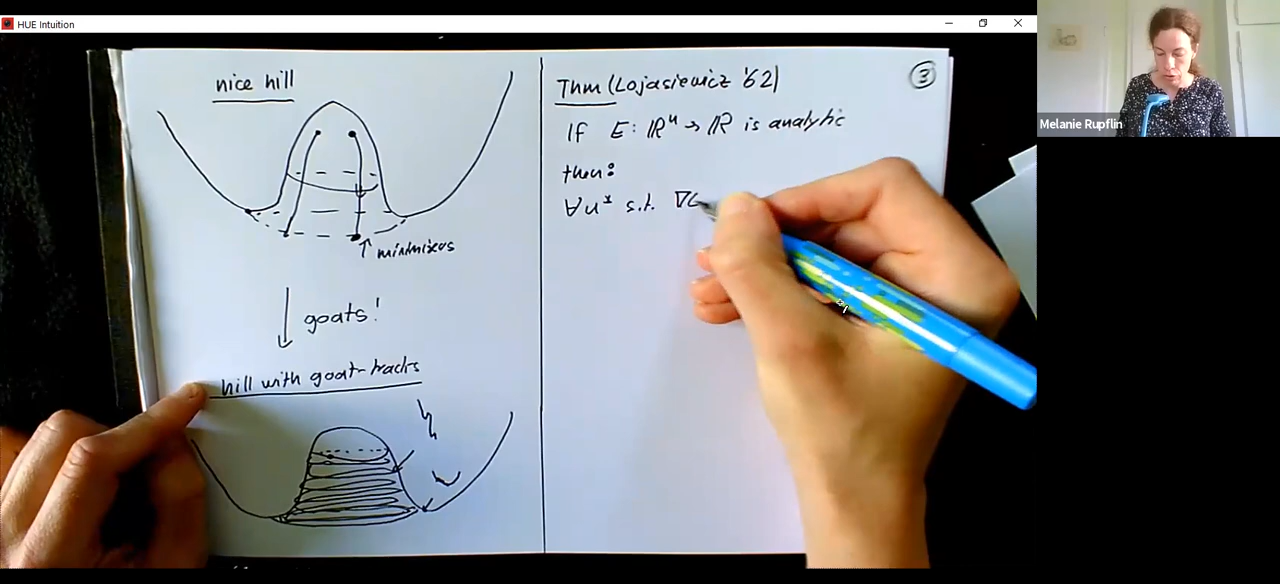 HUE Intuition
nice hill
↑ minimisers
goats!
hill with goat-tracks
Thm (Lojasiewicz '62)
③
If E: ℝⁿ → ℝ is analytic
then:
∀u* s.t. ∇
Melanie Rupflin